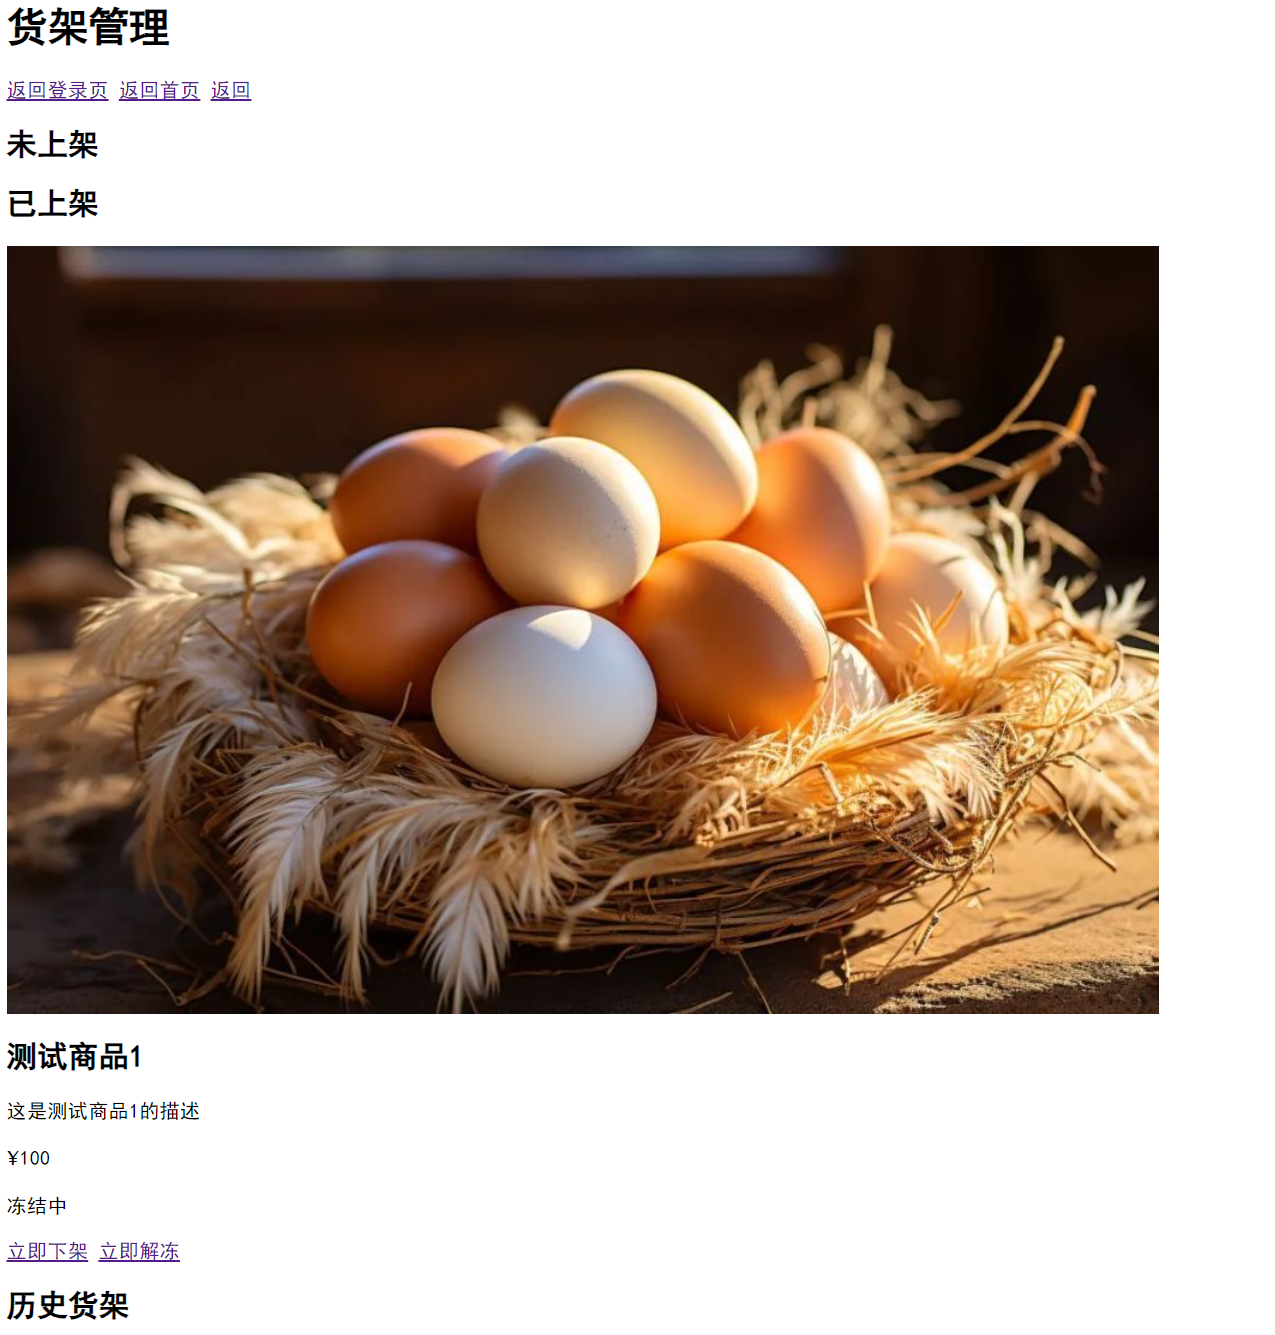 货架管理
返回登录页 返回首页 返回
未上架
已上架
测试商品1
这是测试商品1的描述
¥100
冻结中
立即下架 立即解冻
历史货架